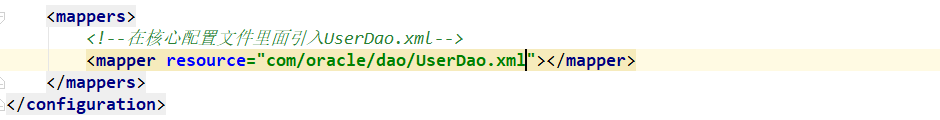 <mappers>
<!--在核心配置文件里面引入UserDao.xml-->
<mapper resource="com/oracle/dao/UserDao.xml"></mapper>
</mappers>
</configuration>